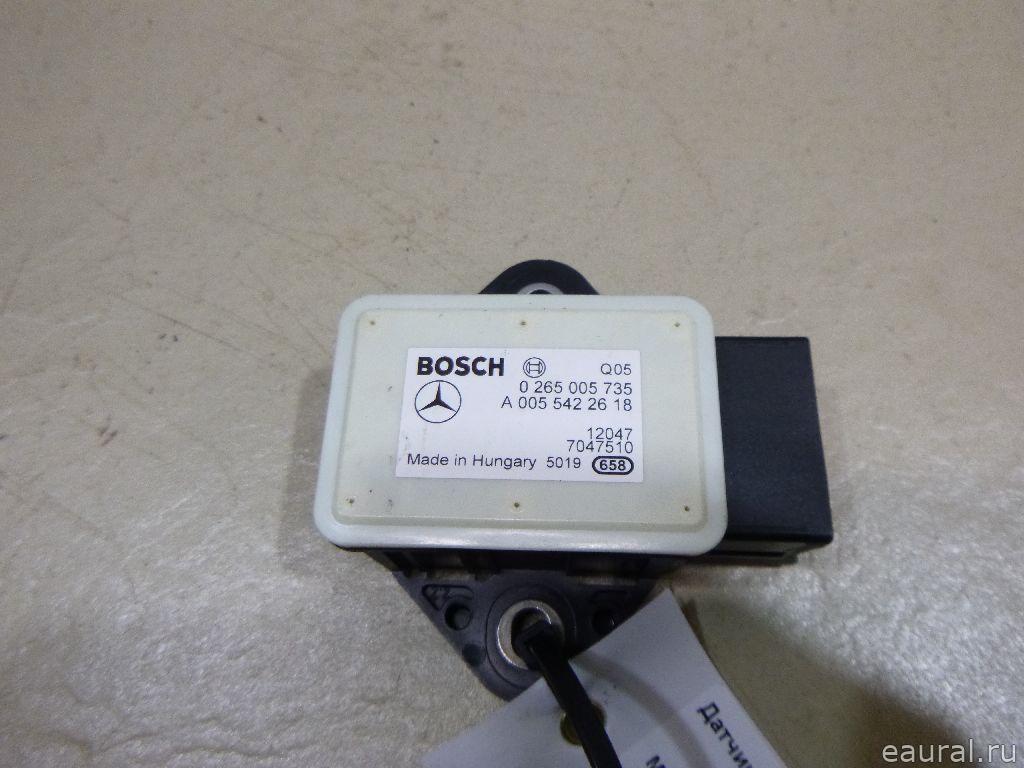 BOSCH Q05
0 265 005 735
A 005 542 26 18
12047
7047510
Made in Hungary 5019 658
eaural.ru